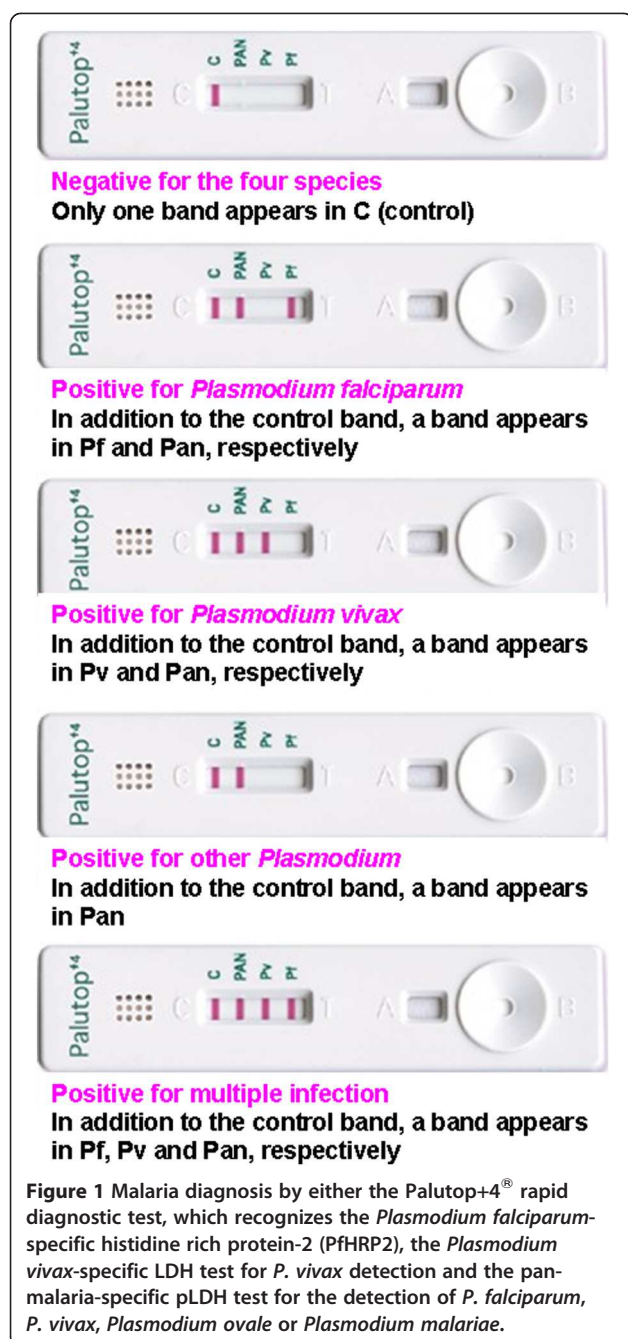 Palutop+4
C PAN Pv Pf
C T A B
Negative for the four species
Only one band appears in C (control)
Palutop+4
C PAN Pv Pf
C T A B
Positive for Plasmodium falciparum
In addition to the control band, a band appears
in Pf and Pan, respectively
Palutop+4
C PAN Pv Pf
C T A B
Positive for Plasmodium vivax
In addition to the control band, a band appears
in Pv and Pan, respectively
Palutop+4
C PAN Pv Pf
C T A B
Positive for other Plasmodium
In addition to the control band, a band appears
in Pan
Palutop+4
C PAN Pv Pf
C T A B
Positive for multiple infection
In addition to the control band, a band appears
in Pf, Pv and Pan, respectively
Figure 1 Malaria diagnosis by either the Palutop+4® rapid
diagnostic test, which recognizes the Plasmodium falciparum-
specific histidine rich protein-2 (PfHRP2), the Plasmodium
vivax-specific LDH test for P. vivax detection and the pan-
malaria-specific pLDH test for the detection of P. falciparum,
P. vivax, Plasmodium ovale or Plasmodium malariae.